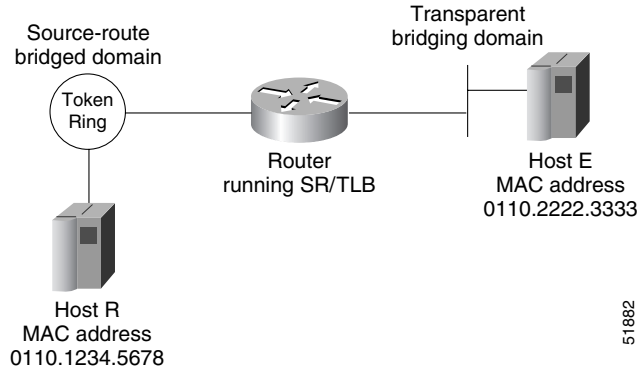 Source-route
bridged domain
Token
Ring
Transparent
bridging domain
Router
running SR/TLB
Host E
MAC address
0110.2222.3333
Host R
MAC address
0110.1234.5678
51882